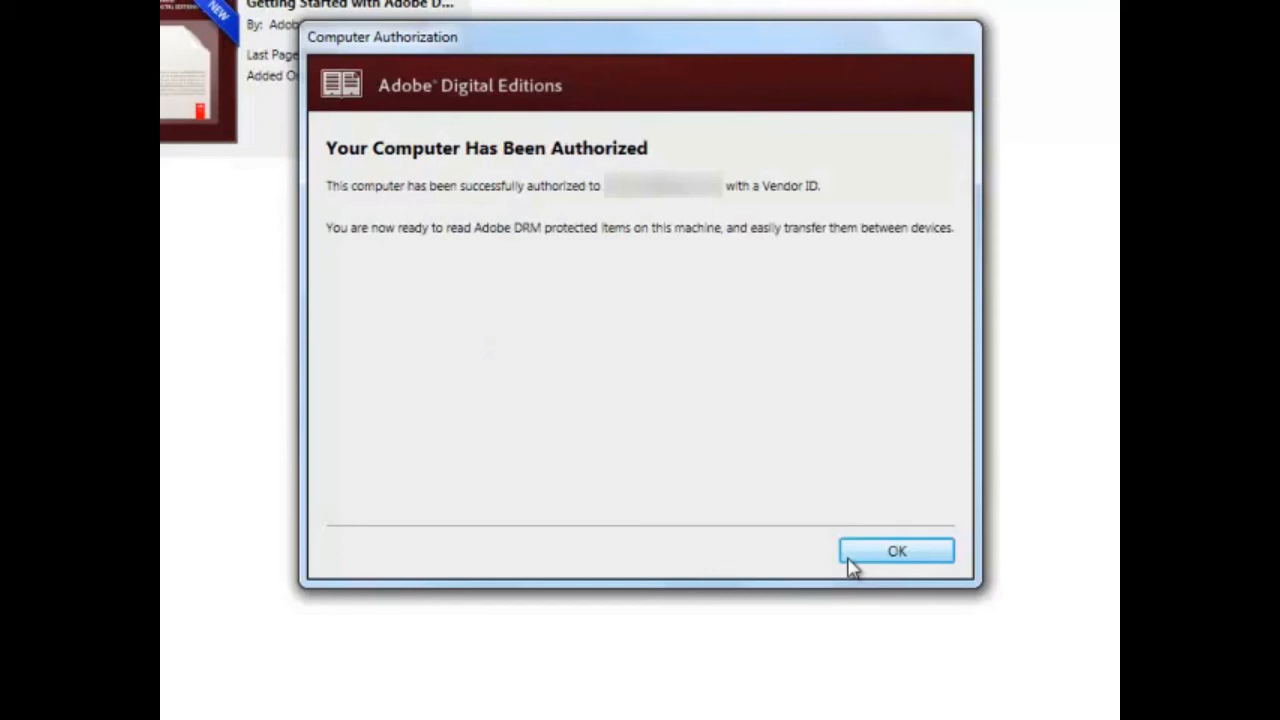 Getting Started with Adobe D...
NEW
By: Adob
Last Page
Added O
Computer Authorization
Adobe® Digital Editions
Your Computer Has Been Authorized
This computer has been successfully authorized to with a Vendor ID.
You are now ready to read Adobe DRM protected items on this machine, and easily transfer them between devices.
OK